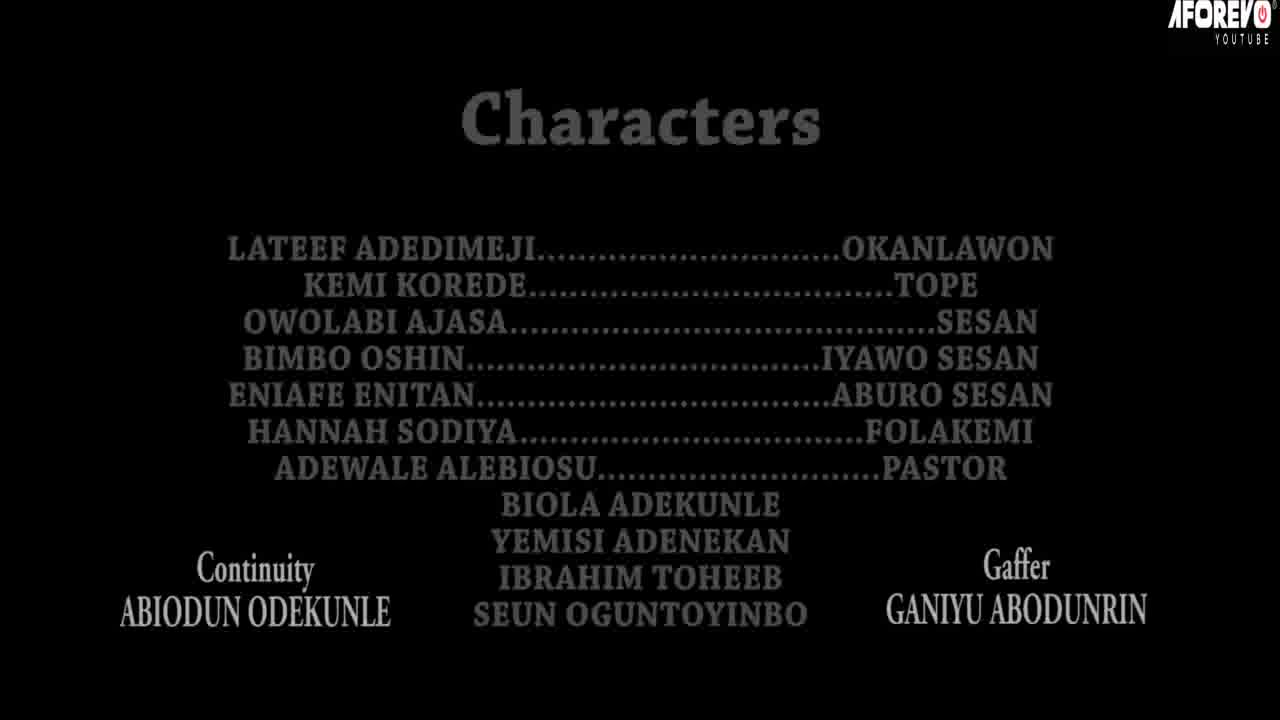 AFOREVO
YOUTUBE
Characters
LATEEF ADEDIMEJI..............................OKANLAWON
KEMI KOREDE....................................TOPE
OWOLABI AJASA..........................................SESAN
BIMBO OSHIN...................................IYAWO SESAN
ENIAFE ENITAN...................................ABURO SESAN
HANNAH SODIYA..................................FOLAKEMI
ADEWALE ALEBIOSU............................PASTOR
BIOLA ADEKUNLE
YEMISI ADENEKAN
IBRAHIM TOHEEB
SEUN OGUNTOYINBO
Continuity
ABIODUN ODEKUNLE
Gaffer
GANIYU ABODUNRIN